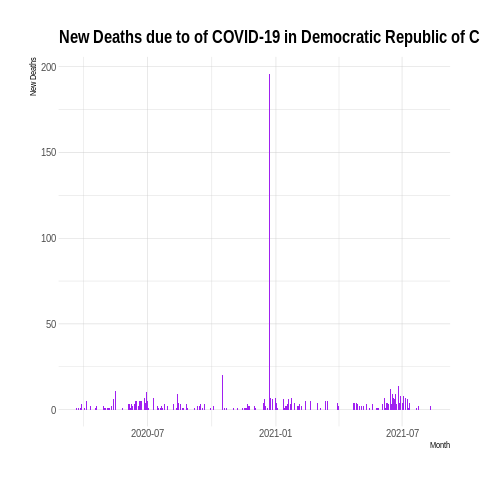 New Deaths due to of COVID-19 in Democratic Republic of C
New Deaths
200
150
100
50
0
2020-07
2021-01
2021-07
Month